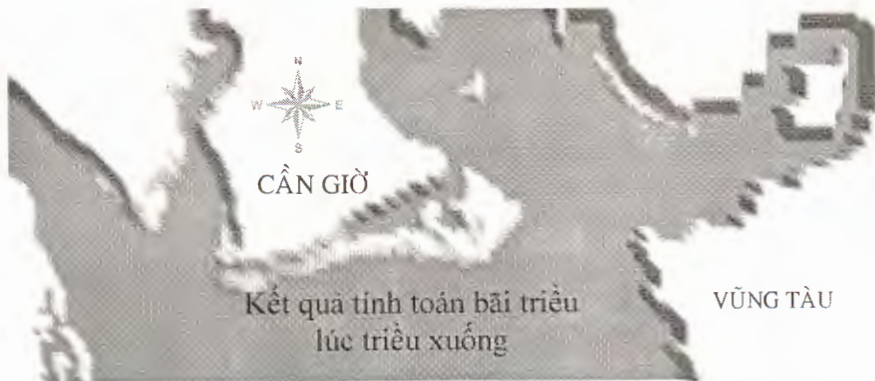 N
W E
S
CẦN GIỜ
Kết quả tính toán bãi triều
lúc triều xuống
VŨNG TÀU